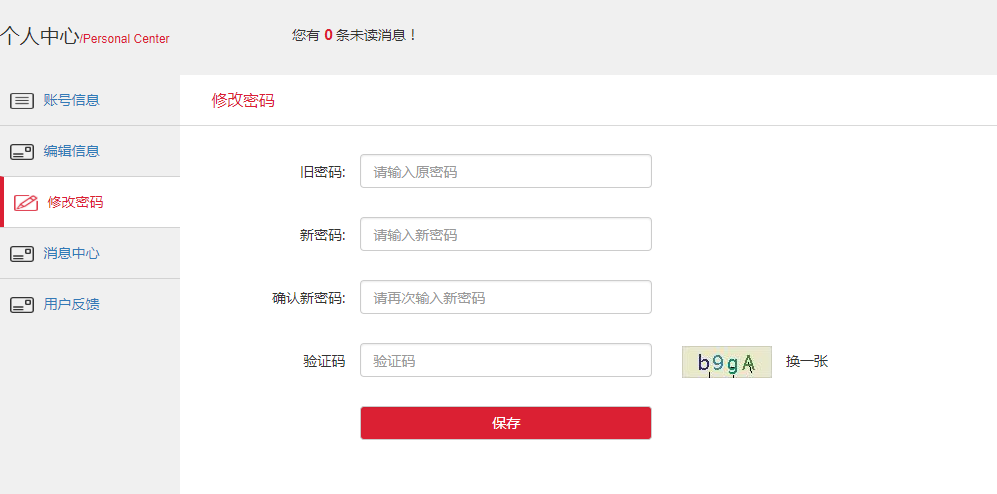 个人中心/Personal Center
您有 0 条未读消息！
账号信息
编辑信息
修改密码
消息中心
用户反馈
修改密码
旧密码: 请输入原密码
新密码: 请输入新密码
确认新密码: 请再次输入新密码
验证码 验证码 b9gA 换一张
保存